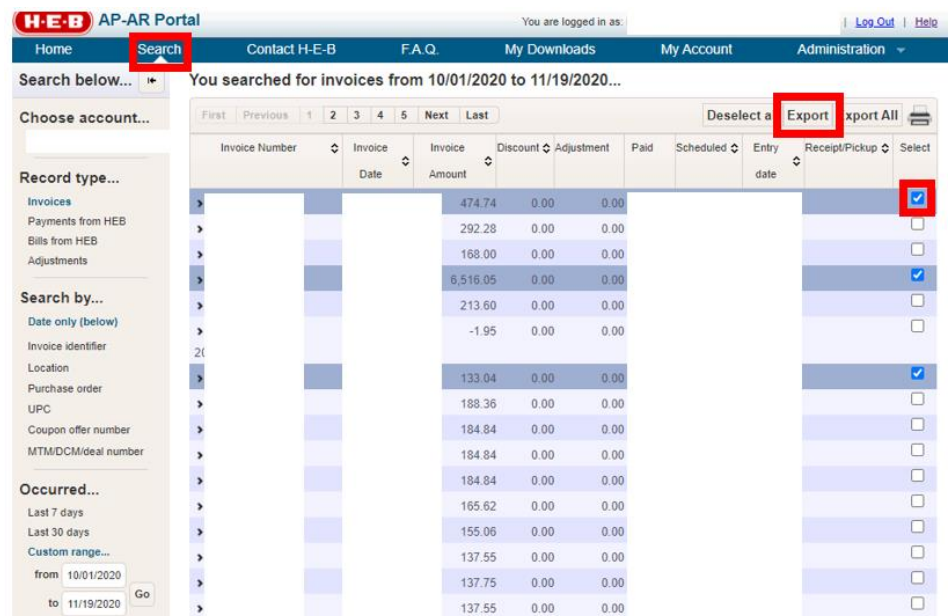 H-E-B AP-AR Portal
You are logged in as: | Log Out | Help
Home Search Contact H-E-B F.A.Q. My Downloads My Account Administration
Search below...
You searched for invoices from 10/01/2020 to 11/19/2020...
Choose account...
First Previous 1 2 3 4 5 Next Last
Deselect a Export xport All
Invoice Number Invoice Date Invoice Amount Discount Adjustment Paid Scheduled Entry date Receipt/Pickup Select
Record type...
Invoices
Payments from HEB
Bills from HEB
Adjustments
Search by...
Date only (below)
Invoice identifier
Location
Purchase order
UPC
Coupon offer number
MTM/DCM/deal number
Occurred...
Last 7 days
Last 30 days
Custom range...
from 10/01/2020
to 11/19/2020
Go
474.74 0.00 0.00
292.28 0.00 0.00
168.00 0.00 0.00
6,516.05 0.00 0.00
213.60 0.00 0.00
-1.95 0.00 0.00
20
133.04 0.00 0.00
188.36 0.00 0.00
184.84 0.00 0.00
184.84 0.00 0.00
184.84 0.00 0.00
165.62 0.00 0.00
155.06 0.00 0.00
137.55 0.00 0.00
137.75 0.00 0.00
137.55 0.00 0.00